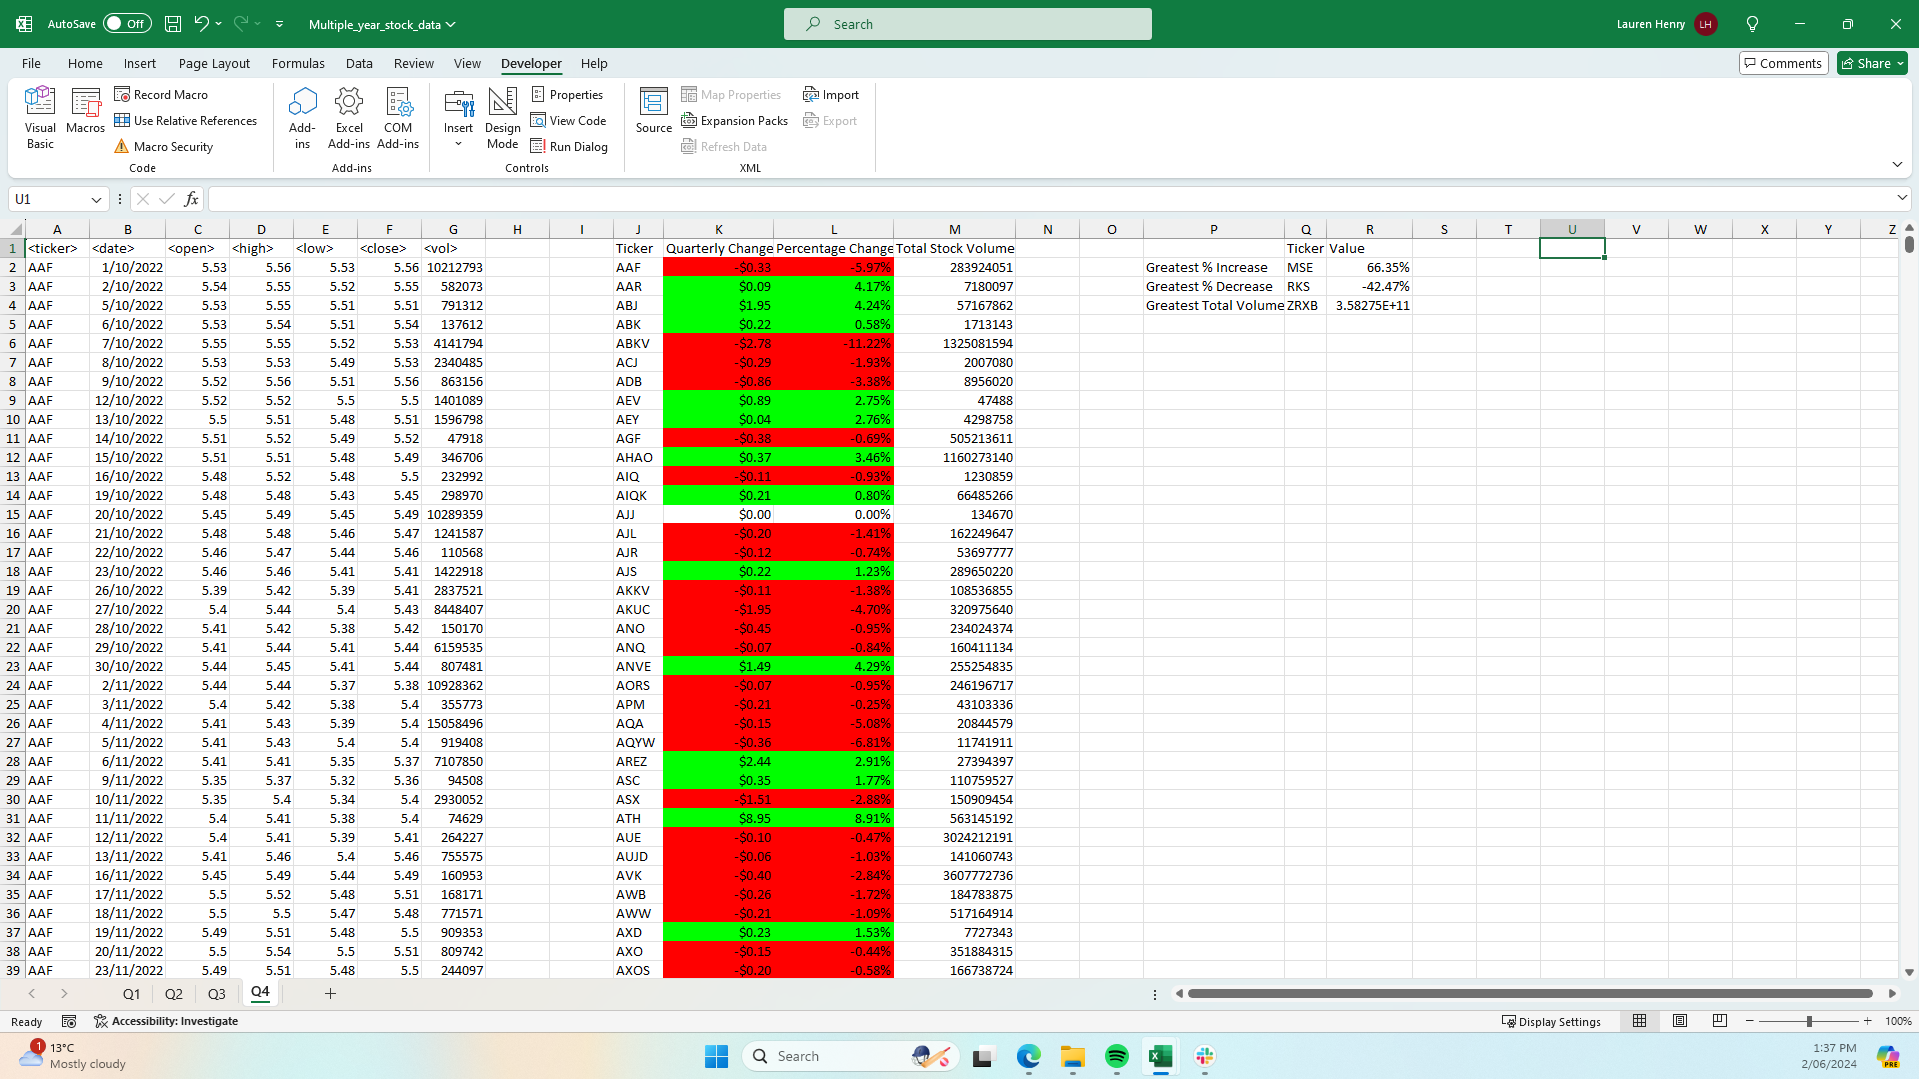 AutoSave Off Multiple_year_stock_data Search Lauren Henry LH
File Home Insert Page Layout Formulas Data Review View Developer Help Comments Share
Visual Basic Macros Record Macro Use Relative References Macro Security Code
Add-ins Excel Add-ins COM Add-ins Add-ins
Insert Design Mode Properties View Code Run Dialog Controls
Source Map Properties Expansion Packs Refresh Data Import Export XML
U1 fx
A B C D E F G H I J K L M N O P Q R S T U V W X Y Z
1 <ticker> <date> <open> <high> <low> <close> <vol> Ticker Quarterly Change Percentage Change Total Stock Volume Ticker Value
2 AAF 1/10/2022 5.53 5.56 5.53 5.56 10212793 AAF -$0.33 -5.97% 283924051 Greatest % Increase MSE 66.35%
3 AAF 2/10/2022 5.54 5.55 5.52 5.55 582073 AAR $0.09 4.17% 7180097 Greatest % Decrease RKS -42.47%
4 AAF 5/10/2022 5.53 5.55 5.51 5.51 791312 ABJ $1.95 4.24% 57167862 Greatest Total Volume ZRXB 3.58275E+11
5 AAF 6/10/2022 5.53 5.54 5.51 5.54 137612 ABK $0.22 0.58% 1713143
6 AAF 7/10/2022 5.55 5.55 5.52 5.53 4141794 ABKV -$2.78 -11.22% 1325081594
7 AAF 8/10/2022 5.53 5.53 5.49 5.53 2340485 ACJ -$0.29 -1.93% 2007080
8 AAF 9/10/2022 5.52 5.56 5.51 5.56 863156 ADB -$0.86 -3.38% 8956020
9 AAF 12/10/2022 5.52 5.52 5.5 5.5 1401089 AEV $0.89 2.75% 47488
10 AAF 13/10/2022 5.5 5.51 5.48 5.51 1596798 AEY $0.04 2.76% 4298758
11 AAF 14/10/2022 5.51 5.52 5.49 5.52 47918 AGF -$0.38 -0.69% 505213611
12 AAF 15/10/2022 5.51 5.51 5.48 5.49 346706 AHAO $0.37 3.46% 1160273140
13 AAF 16/10/2022 5.48 5.52 5.48 5.5 232992 AIQ -$0.11 -0.93% 1230859
14 AAF 19/10/2022 5.48 5.48 5.43 5.45 298970 AIQK $0.21 0.80% 66485266
15 AAF 20/10/2022 5.45 5.49 5.45 5.49 10289359 AJJ $0.00 0.00% 134670
16 AAF 21/10/2022 5.48 5.48 5.46 5.47 1241587 AJL -$0.20 -1.41% 162249647
17 AAF 22/10/2022 5.46 5.47 5.44 5.46 110568 AJR -$0.12 -0.74% 53697777
18 AAF 23/10/2022 5.46 5.46 5.41 5.41 1422918 AJS $0.22 1.23% 289650220
19 AAF 26/10/2022 5.39 5.42 5.39 5.41 2837521 AKKV -$0.11 -1.38% 108536855
20 AAF 27/10/2022 5.4 5.44 5.4 5.43 8448407 AKUC -$1.95 -4.70% 320975640
21 AAF 28/10/2022 5.41 5.42 5.38 5.42 150170 ANO -$0.45 -0.95% 234024374
22 AAF 29/10/2022 5.41 5.44 5.41 5.44 6159535 ANQ -$0.07 -0.84% 160411134
23 AAF 30/10/2022 5.44 5.45 5.41 5.44 807481 ANVE $1.49 4.29% 255254835
24 AAF 2/11/2022 5.44 5.44 5.37 5.38 10928362 AORS -$0.07 -0.95% 246196717
25 AAF 3/11/2022 5.4 5.42 5.38 5.4 355773 APM -$0.21 -0.25% 43103336
26 AAF 4/11/2022 5.41 5.43 5.39 5.4 15058496 AQA -$0.15 -5.08% 20844579
27 AAF 5/11/2022 5.41 5.43 5.4 5.4 919408 AQYW -$0.36 -6.81% 11741911
28 AAF 6/11/2022 5.41 5.41 5.35 5.37 7107850 AREZ $2.44 2.91% 27394397
29 AAF 9/11/2022 5.35 5.37 5.32 5.36 94508 ASC $0.35 1.77% 110759527
30 AAF 10/11/2022 5.35 5.4 5.34 5.4 2930052 ASX -$1.51 -2.88% 150909454
31 AAF 11/11/2022 5.4 5.41 5.38 5.4 74629 ATH $8.95 8.91% 563145192
32 AAF 12/11/2022 5.4 5.41 5.39 5.41 264227 AUE -$0.10 -0.47% 3024212191
33 AAF 13/11/2022 5.41 5.46 5.4 5.46 755575 AUJD -$0.06 -1.03% 141060743
34 AAF 16/11/2022 5.45 5.49 5.44 5.49 160953 AVK -$0.40 -2.84% 3607772736
35 AAF 17/11/2022 5.5 5.52 5.48 5.51 168171 AWB -$0.26 -1.72% 184783875
36 AAF 18/11/2022 5.5 5.5 5.47 5.48 771571 AWW -$0.21 -1.09% 517164914
37 AAF 19/11/2022 5.49 5.51 5.48 5.5 909353 AXD $0.23 1.53% 7727343
38 AAF 20/11/2022 5.5 5.54 5.5 5.51 809742 AXO -$0.15 -0.44% 351884315
39 AAF 23/11/2022 5.49 5.51 5.48 5.5 244097 AXOS -$0.20 -0.58% 166738724
Q1 Q2 Q3 Q4
Ready Accessibility: Investigate Display Settings 100%
1 13°C Mostly cloudy Search 1:37 PM 2/06/2024 PRE